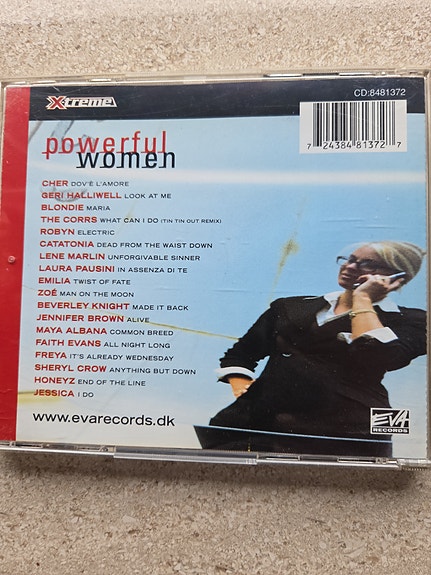 Xtreme
CD:8481372
7 24384 81372 7
powerful
women
CHER DOV'È L'AMORE
GERI HALLIWELL LOOK AT ME
BLONDIE MARIA
THE CORRS WHAT CAN I DO (TIN TIN OUT REMIX)
ROBYN ELECTRIC
CATATONIA DEAD FROM THE WAIST DOWN
LENE MARLIN UNFORGIVABLE SINNER
LAURA PAUSINI IN ASSENZA DI TE
EMILIA TWIST OF FATE
ZOÉ MAN ON THE MOON
BEVERLEY KNIGHT MADE IT BACK
JENNIFER BROWN ALIVE
MAYA ALBANA COMMON BREED
FAITH EVANS ALL NIGHT LONG
FREYA IT'S ALREADY WEDNESDAY
SHERYL CROW ANYTHING BUT DOWN
HONEYZ END OF THE LINE
JESSICA I DO
www.evarecords.dk
EVA
RECORDS